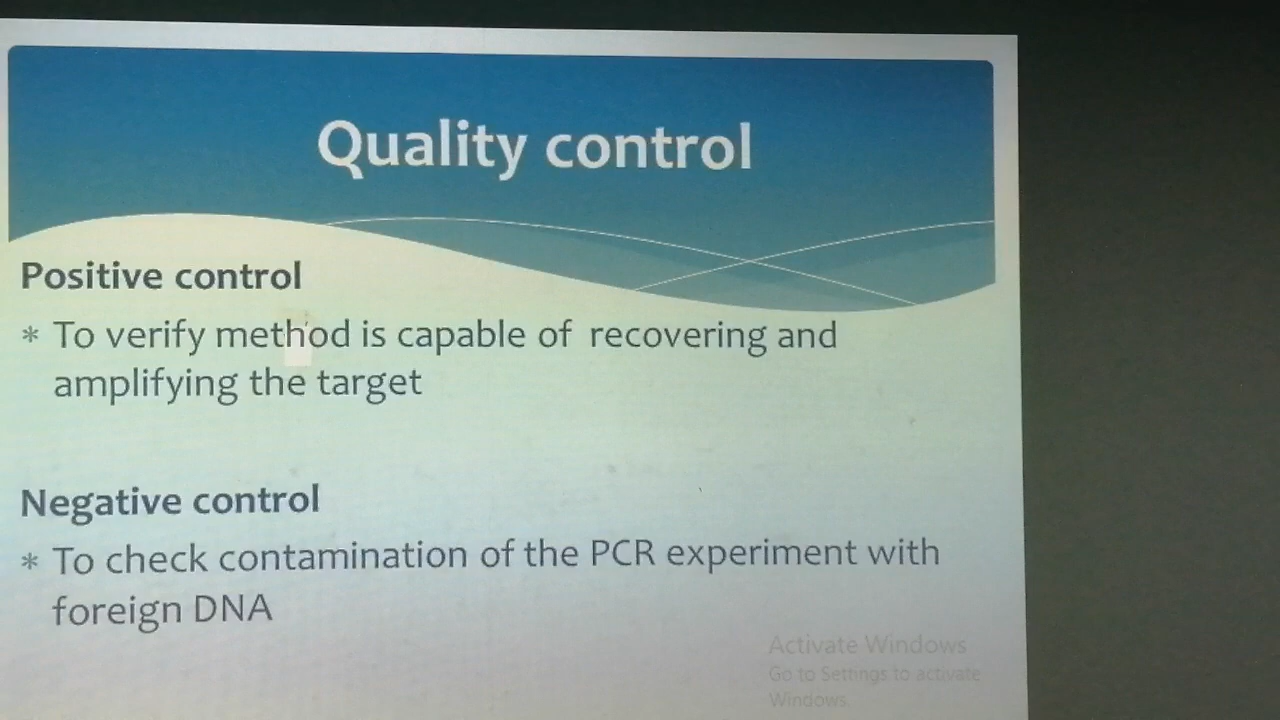 Quality control
Positive control
* To verify method is capable of recovering and
amplifying the target
Negative control
* To check contamination of the PCR experiment with
foreign DNA
Activate Windows
Go to Settings to activate
Windows.